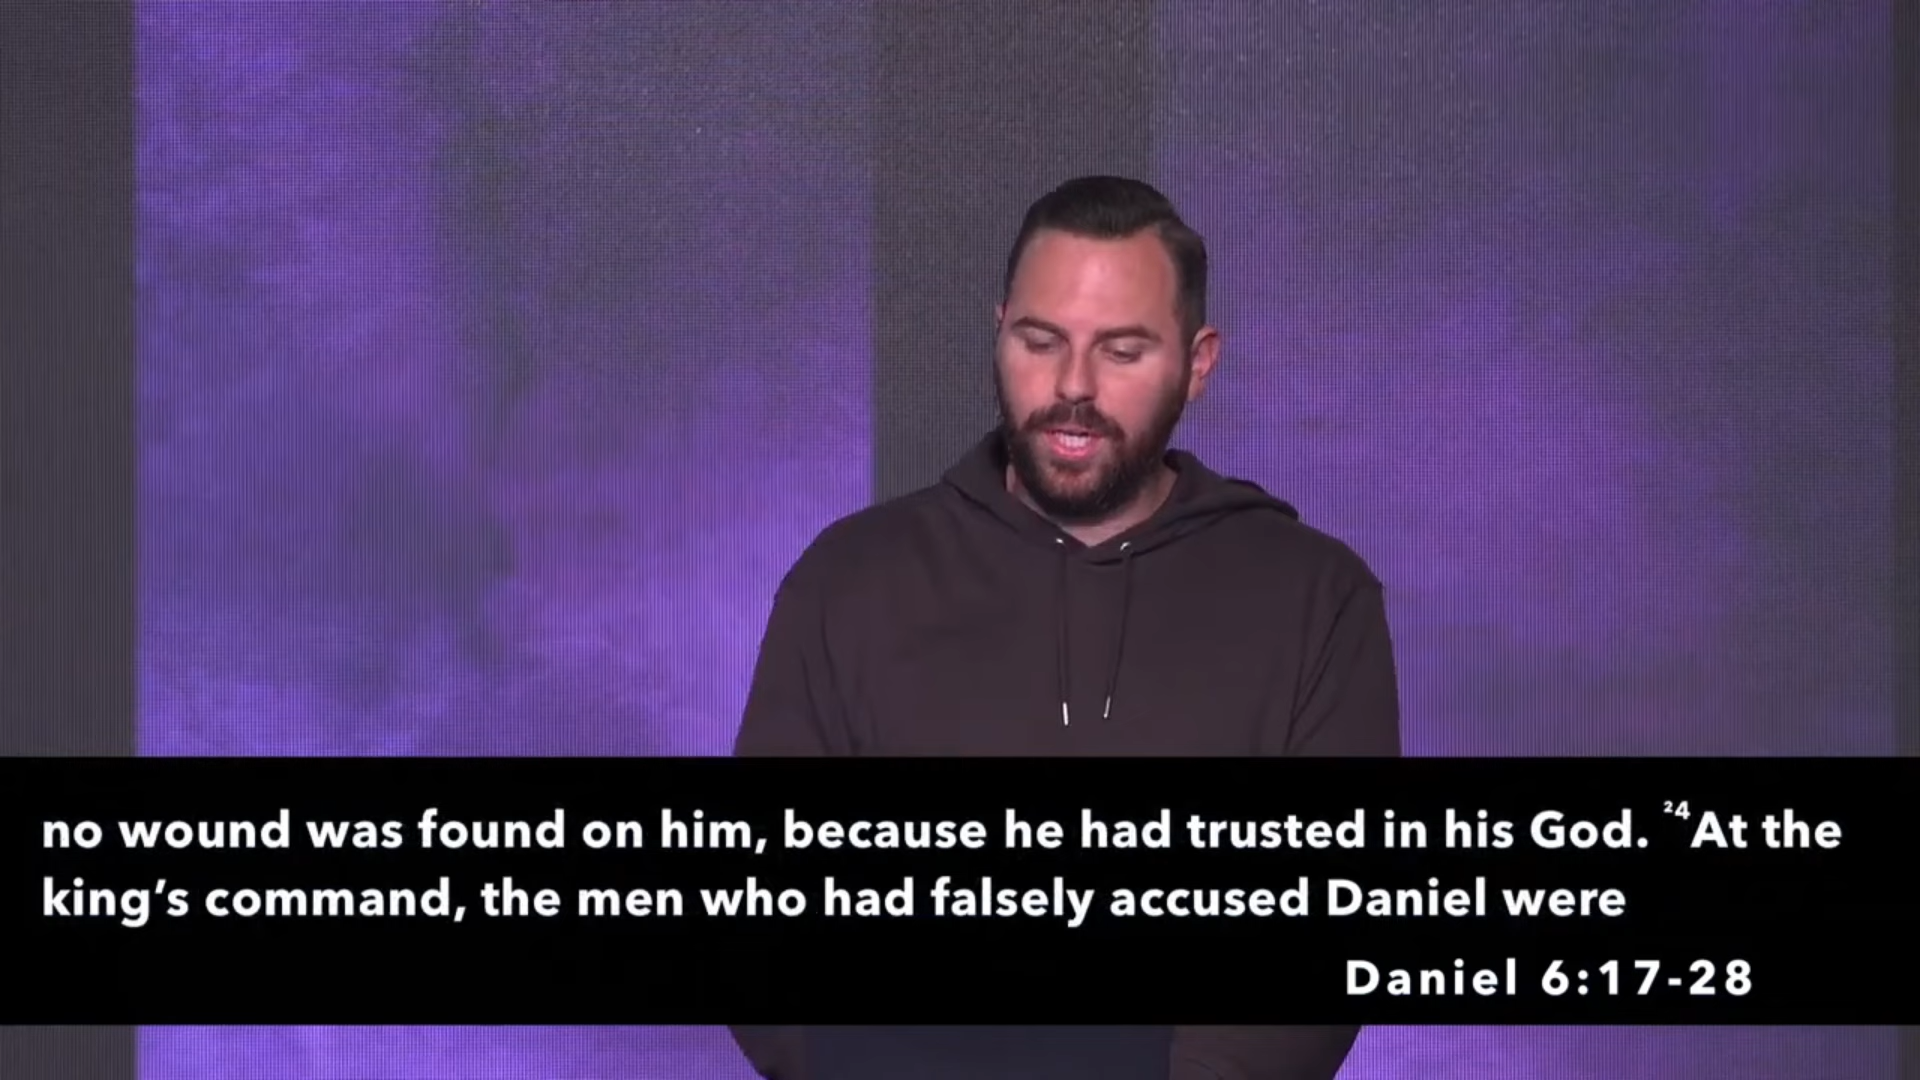 no wound was found on him, because he had trusted in his God. ²⁴At the
king’s command, the men who had falsely accused Daniel were
Daniel 6:17-28